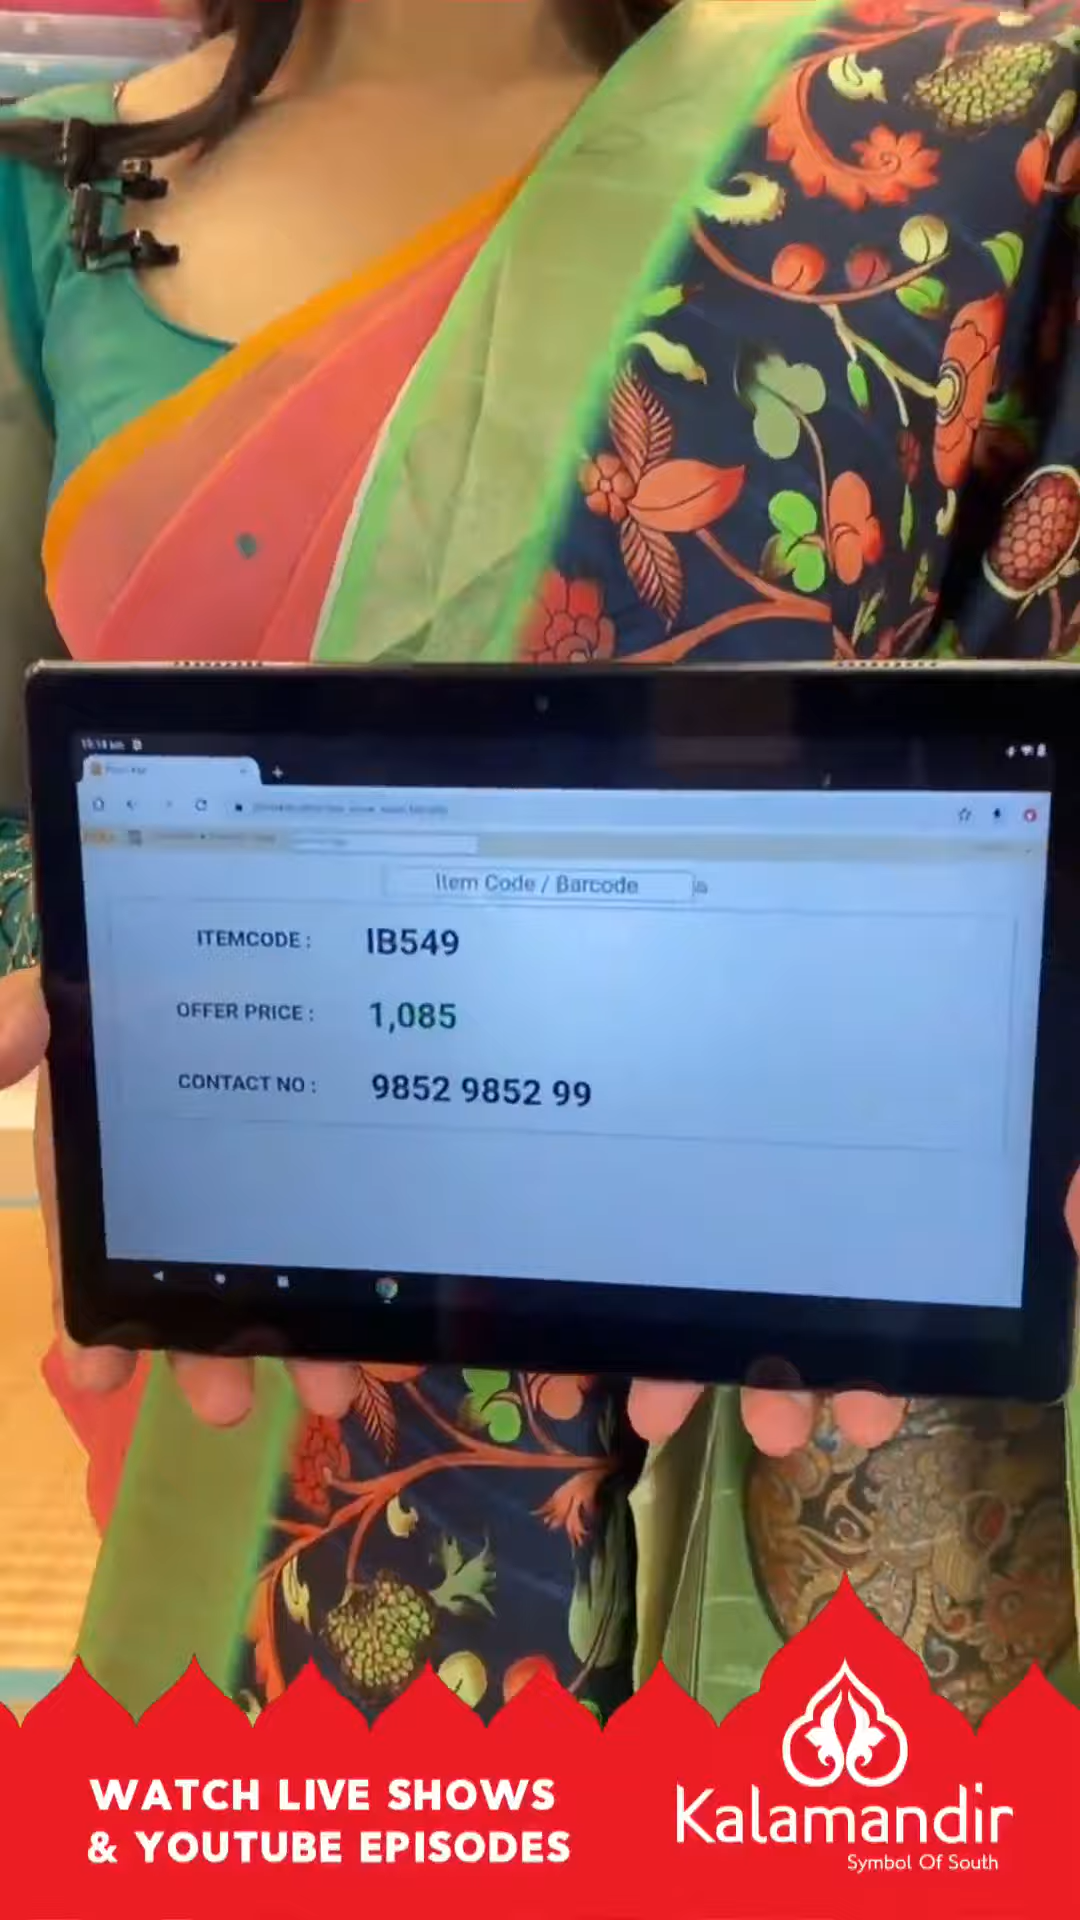 Item Code / Barcode
ITEMCODE : IB549
OFFER PRICE : 1,085
CONTACT NO : 9852 9852 99
WATCH LIVE SHOWS
& YOUTUBE EPISODES
Kalamandir
Symbol Of South